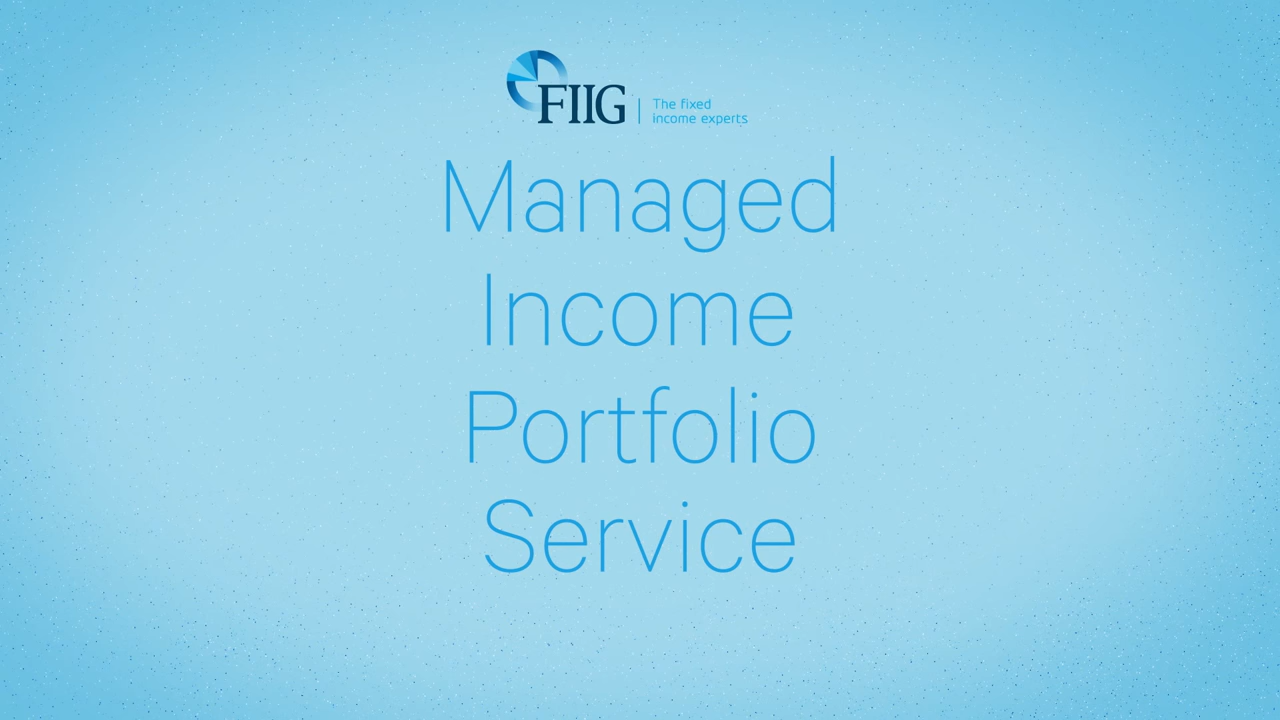 FIIG
The fixed
income experts
Managed
Income
Portfolio
Service